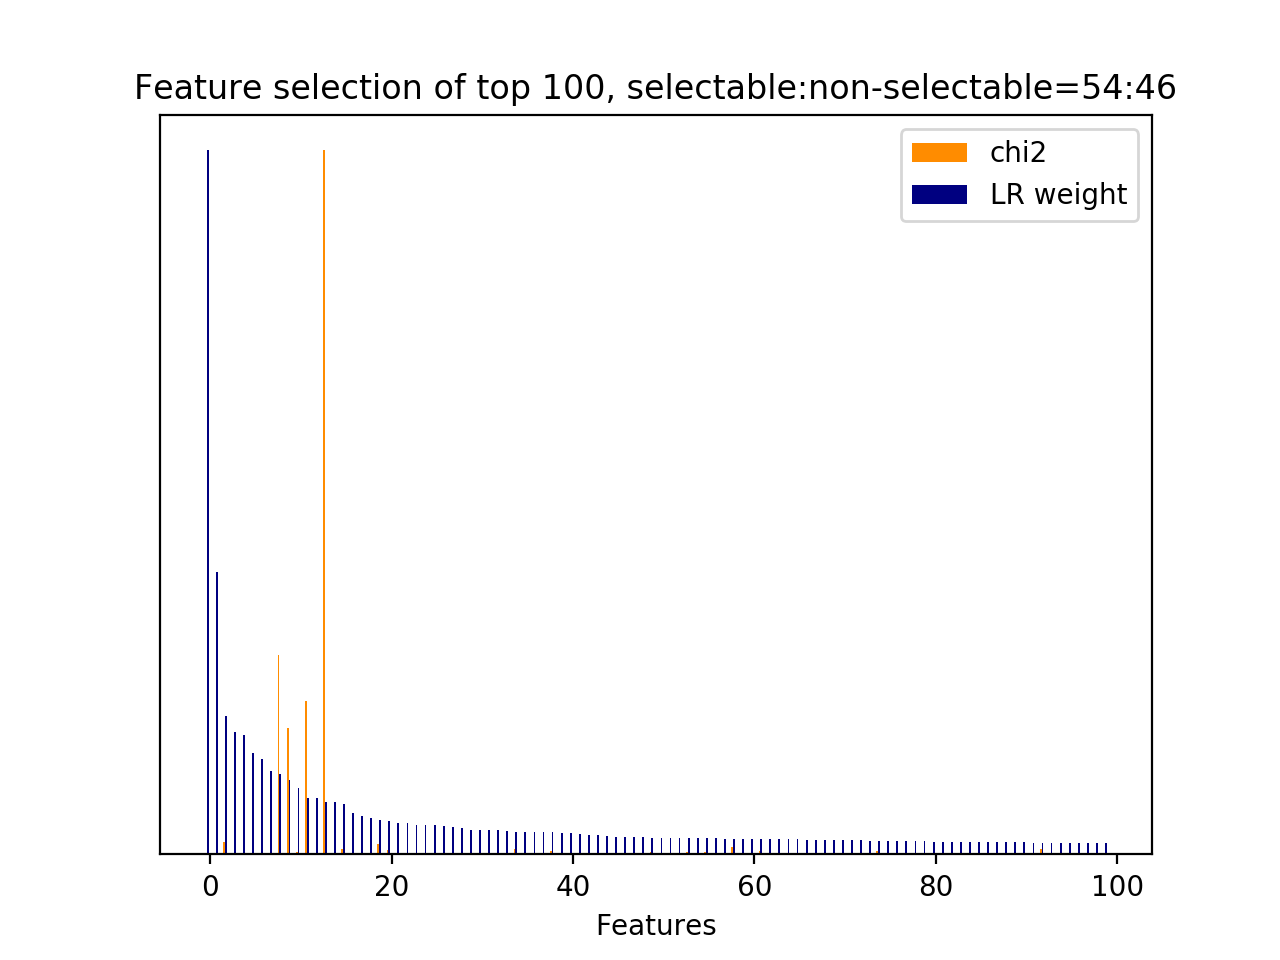 Feature selection of top 100, selectable:non-selectable=54:46
chi2
LR weight
0 20 40 60 80 100
Features